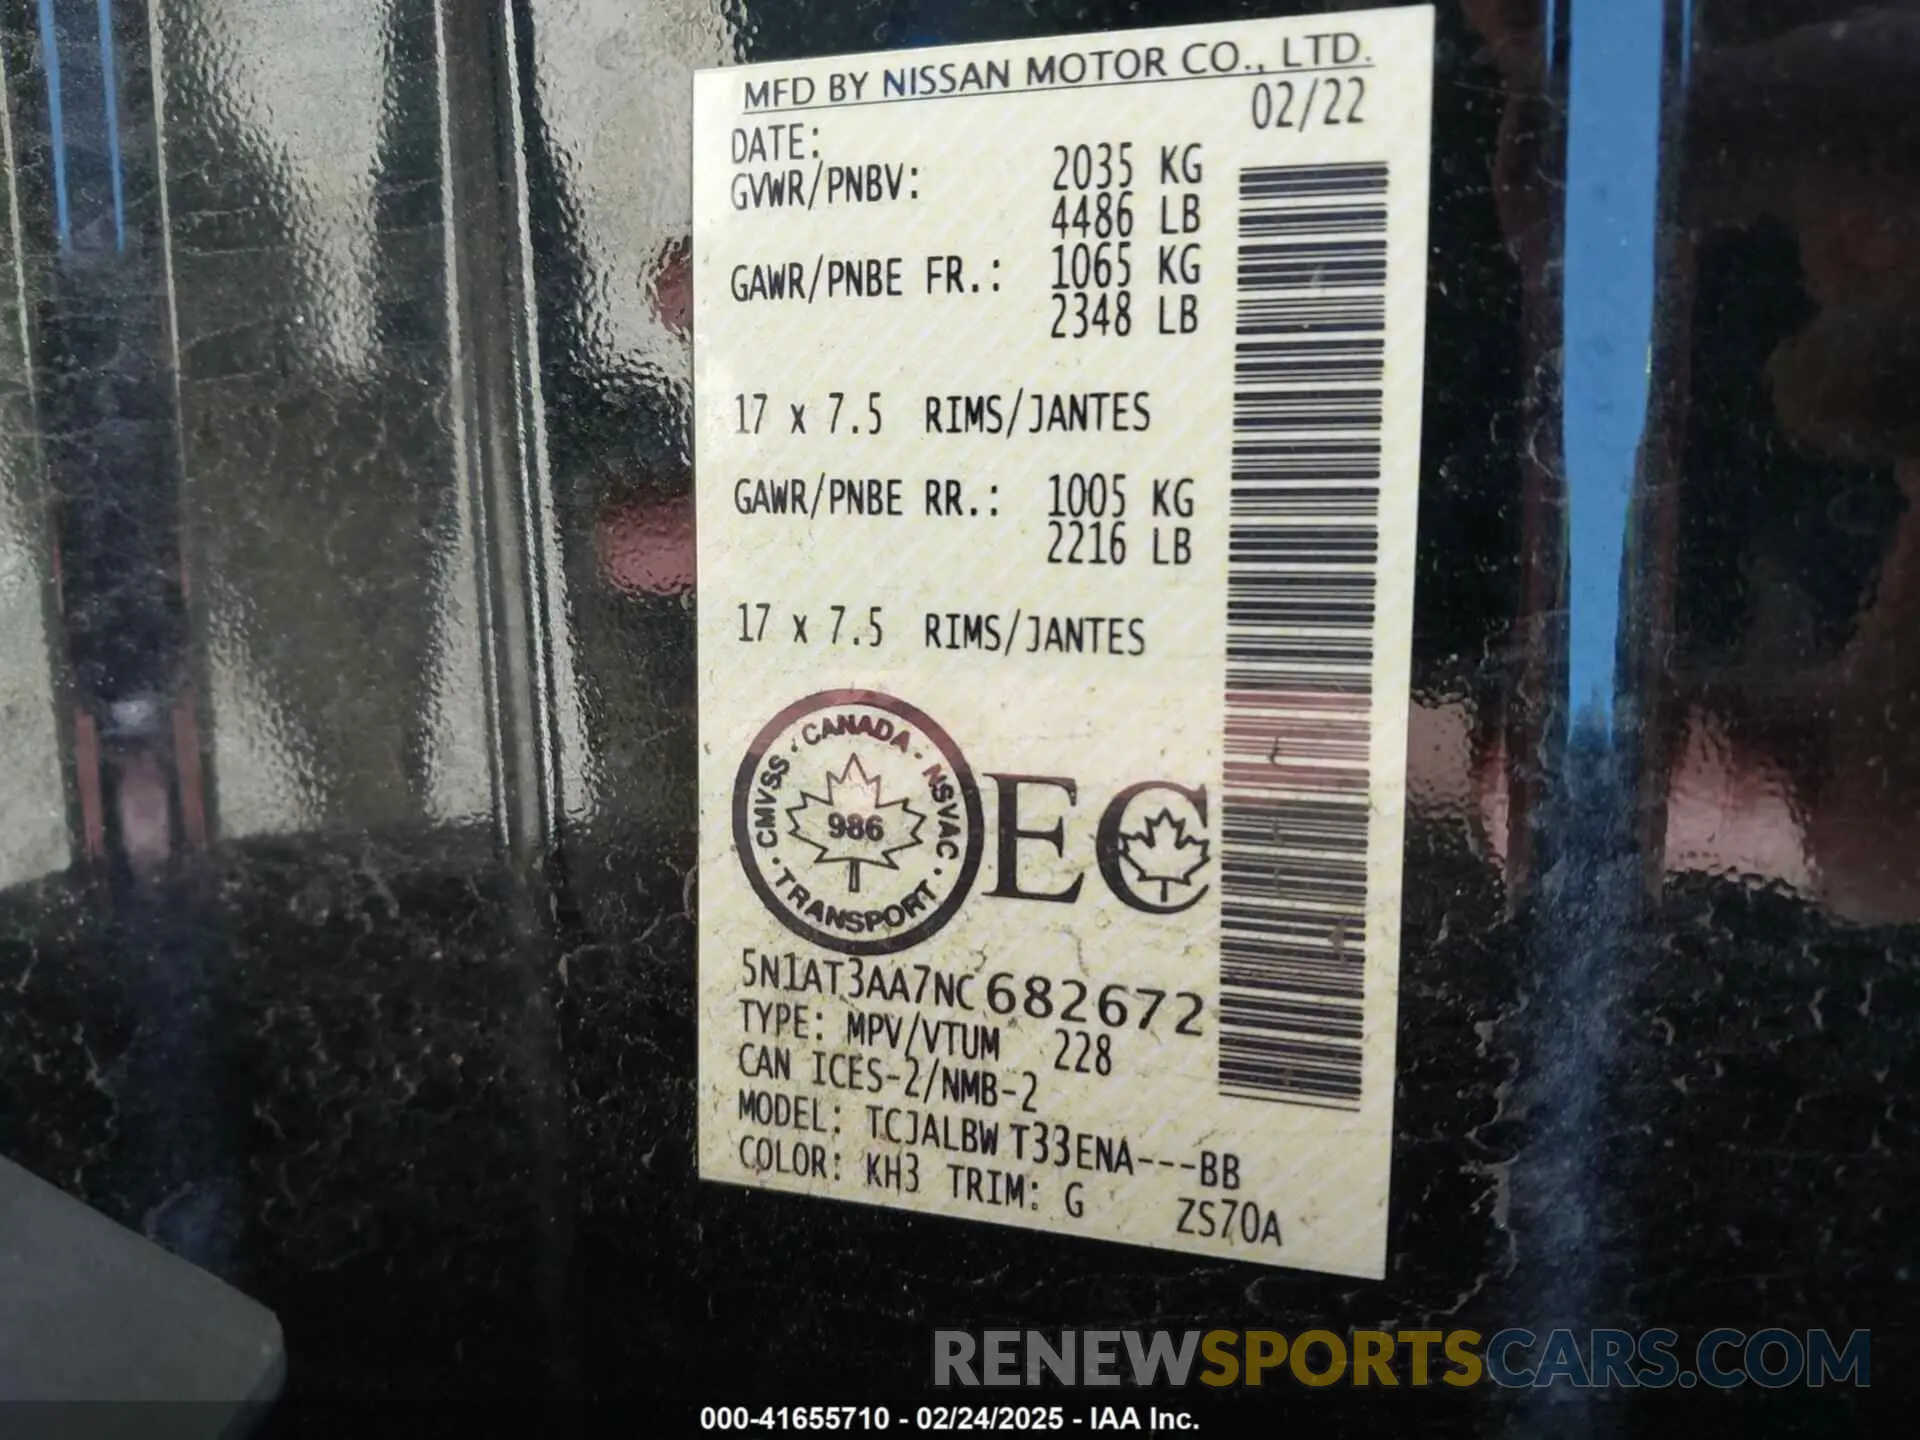 MFD BY NISSAN MOTOR CO., LTD.
DATE: 02/22
GVWR/PNBV: 2035 KG
4486 LB
GAWR/PNBE FR.: 1065 KG
2348 LB
17 x 7.5 RIMS/JANTES
GAWR/PNBE RR.: 1005 KG
2216 LB
17 x 7.5 RIMS/JANTES
CANADA · NSVAC · TRANSPORT · CMVSS ·
986
EC
5N1AT3AA7NC682672
TYPE: MPV/VTUM 228
CAN ICES-2/NMB-2
MODEL: TCJALBW T33ENA---BB
COLOR: KH3 TRIM: G ZS70A
RENEWSPORTSCARS.COM
000-41655710 - 02/24/2025 - IAA Inc.